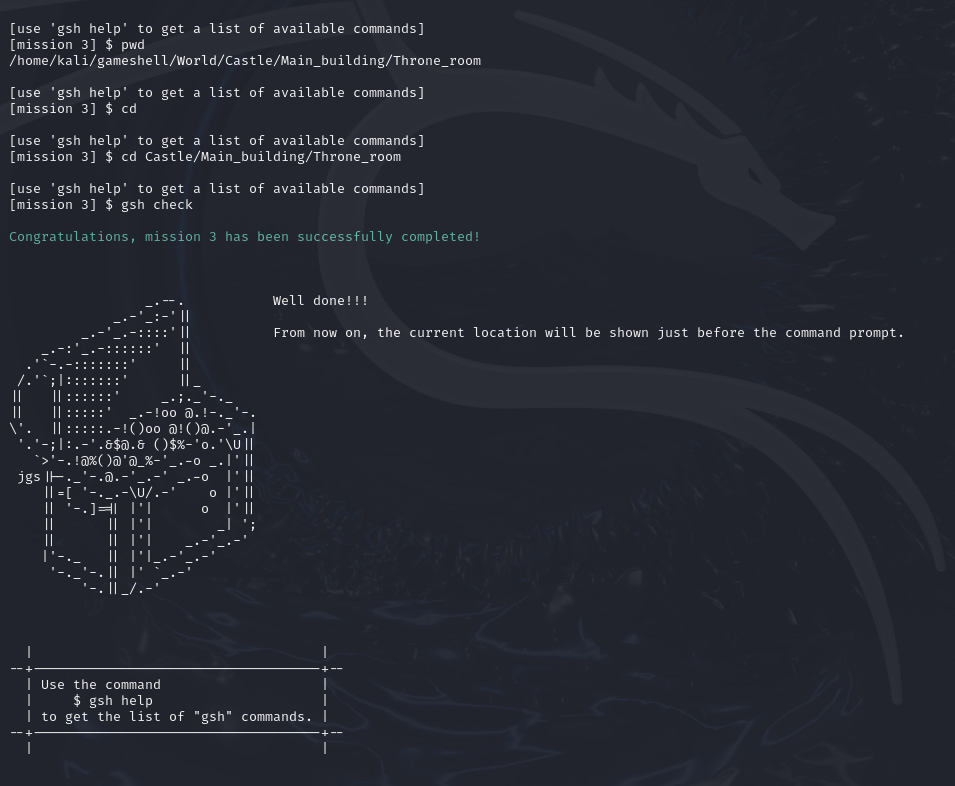 [use 'gsh help' to get a list of available commands]
[mission 3] $ pwd
/home/kali/gameshell/World/Castle/Main_building/Throne_room
[use 'gsh help' to get a list of available commands]
[mission 3] $ cd
[use 'gsh help' to get a list of available commands]
[mission 3] $ cd Castle/Main_building/Throne_room
[use 'gsh help' to get a list of available commands]
[mission 3] $ gsh check
Congratulations, mission 3 has been successfully completed!
Well done!!!
From now on, the current location will be shown just before the command prompt.
jgs
Use the command
$ gsh help
to get the list of "gsh" commands.